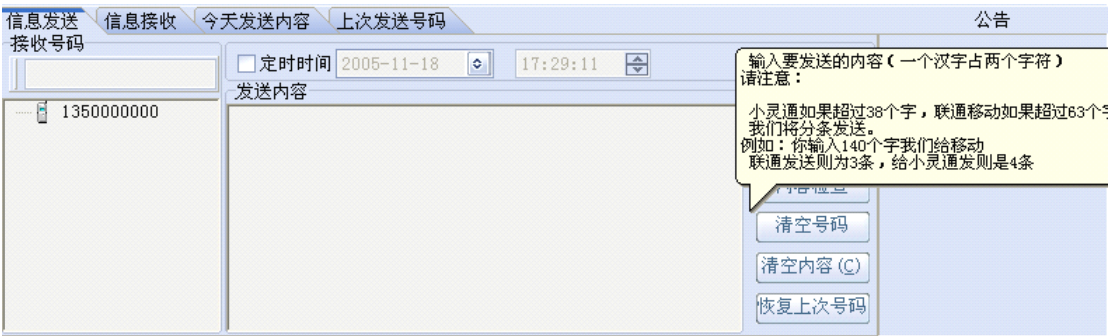 信息发送
信息接收
今天发送内容
上次发送号码
公告
接收号码
定时时间
2005-11-18
17:29:11
发送内容
1350000000
输入要发送的内容（一个汉字占两个字符）
请注意：
小灵通如果超过38个字，联通移动如果超过63个字
我们将分条发送。
例如：你输入140个字我们给移动
联通发送则为3条，给小灵通发则是4条
清空号码
清空内容(C)
恢复上次号码